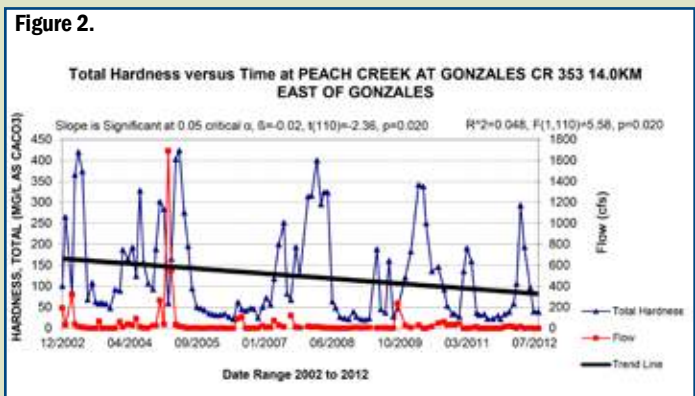 Figure 2.
Total Hardness versus Time at PEACH CREEK AT GONZALES CR 353 14.0KM
EAST OF GONZALES
Slope is Significant at 0.05 critical α, ß=-0.02, t(110)=-2.36, p=0.020 R^2=0.048, F(1,110)=5.58, p=0.020
HARDNESS, TOTAL (MG/L AS CACO3)
450
400
350
300
250
200
150
100
50
0
1800
1600
1400
1200
1000
800
600
400
200
0
Flow (cfs)
12/2002 04/2004 09/2005 01/2007 06/2008 10/2009 03/2011 07/2012
Date Range 2002 to 2012
Total Hardness
Flow
Trend Line